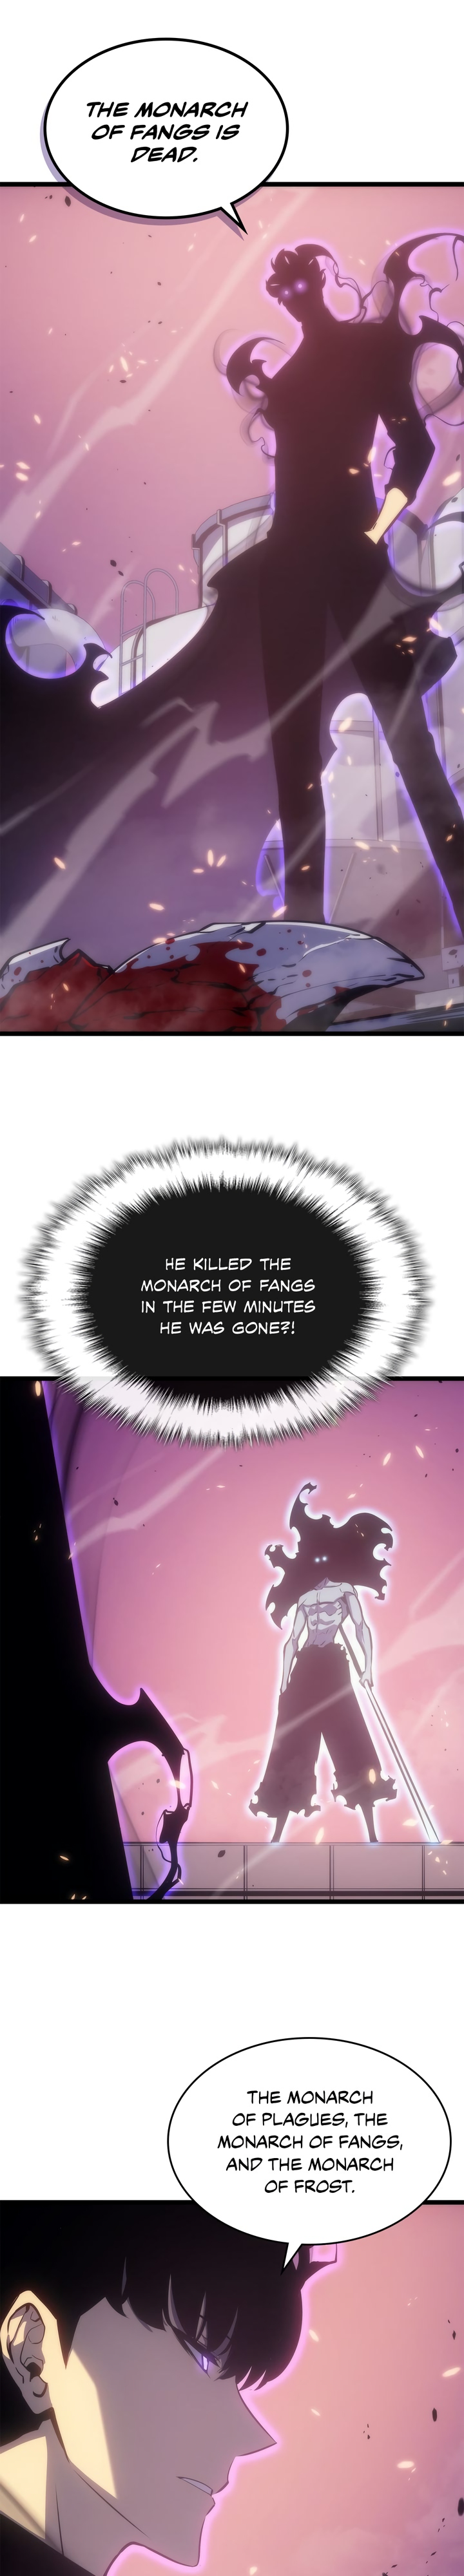 THE MONARCH
OF FANGS IS
DEAD.
HE KILLED THE
MONARCH OF FANGS
IN THE FEW MINUTES
HE WAS GONE?!
THE MONARCH
OF PLAGUES, THE
MONARCH OF FANGS,
AND THE MONARCH
OF FROST.